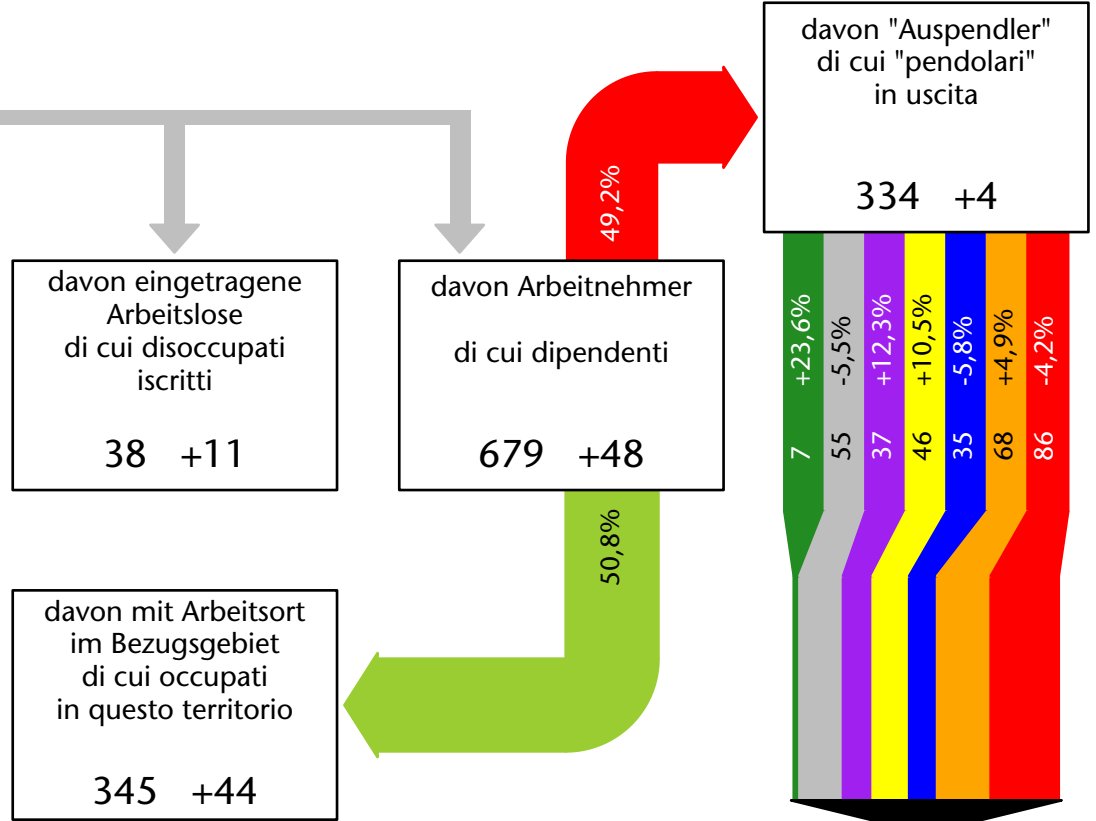 davon "Auspendler"
di cui "pendolari"
in uscita
334 +4
49,2%
davon eingetragene
Arbeitslose
di cui disoccupati
iscritti
38 +11
davon Arbeitnehmer
di cui dipendenti
679 +48
7 +23,6%
55 -5,5%
37 +12,3%
46 +10,5%
35 -5,8%
68 +4,9%
86 -4,2%
50,8%
davon mit Arbeitsort
im Bezugsgebiet
di cui occupati
in questo territorio
345 +44